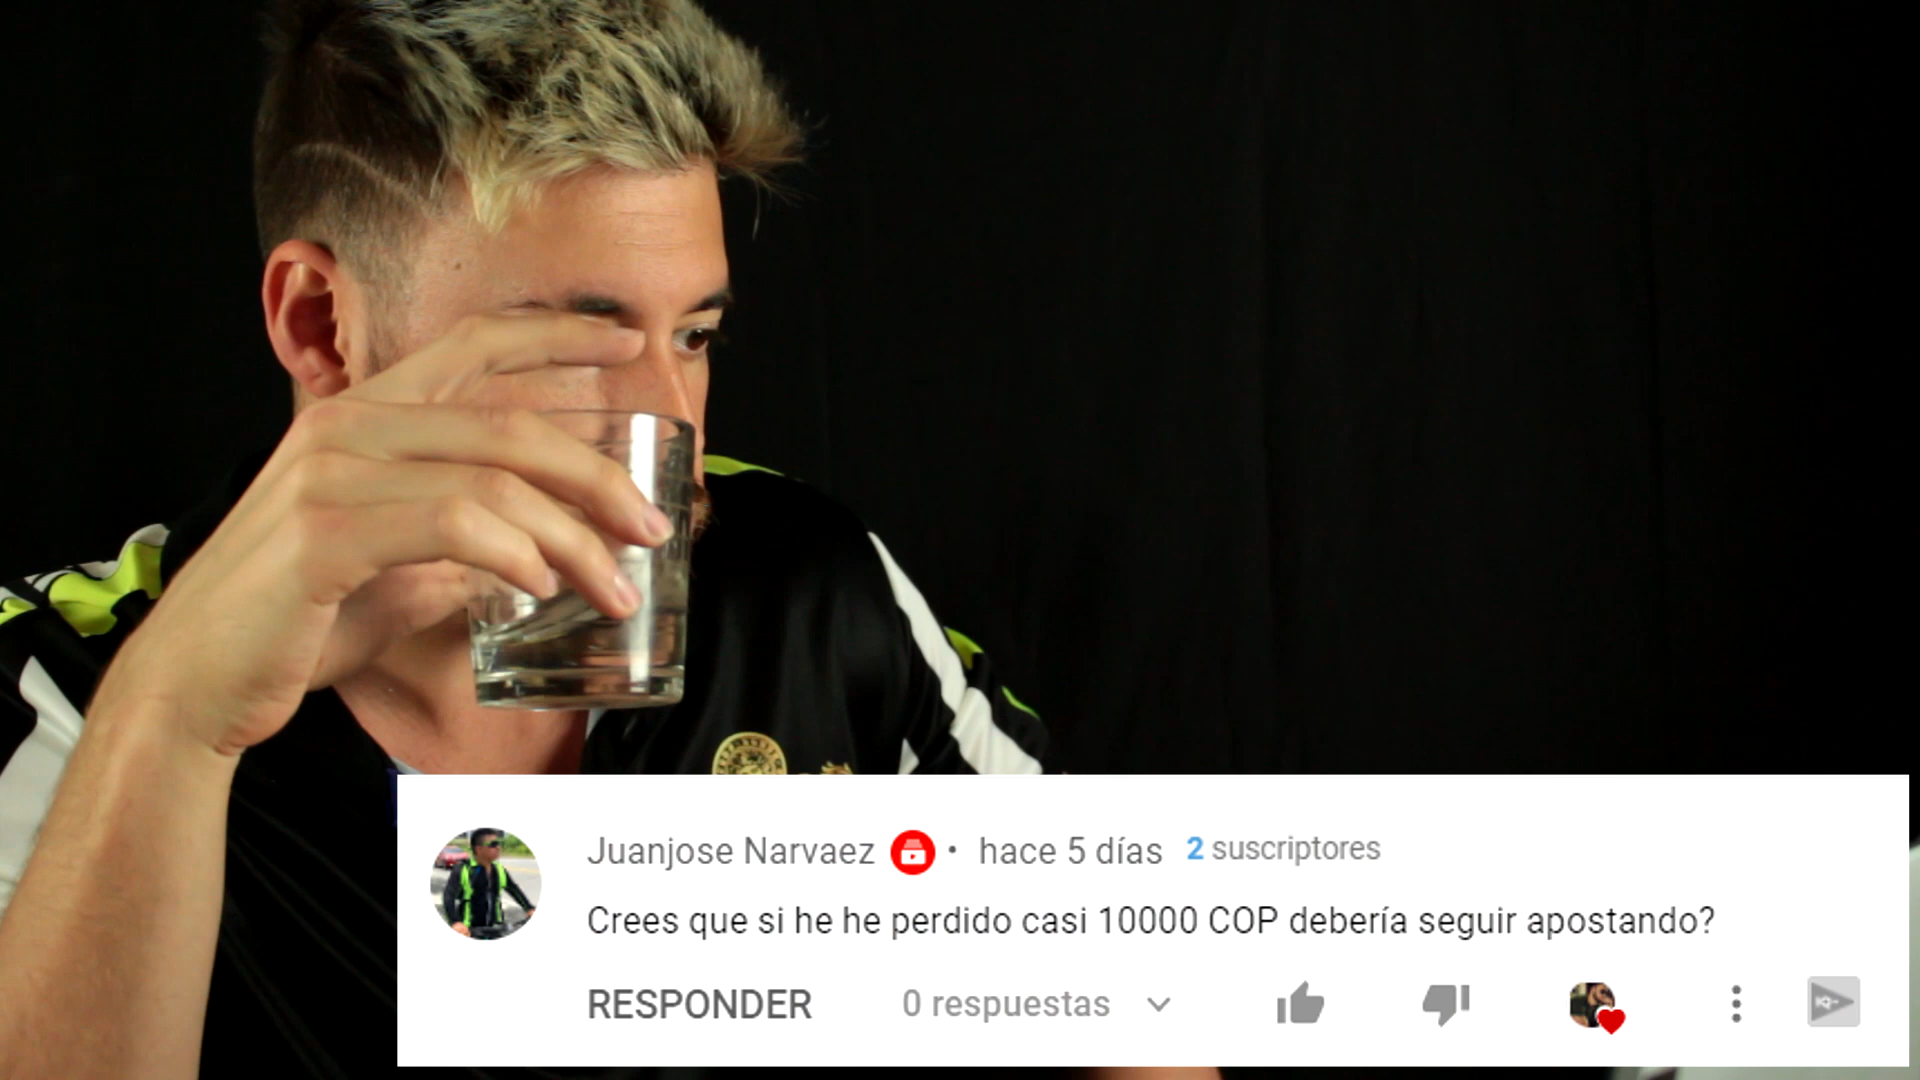 Juanjose Narvaez • hace 5 días 2 suscriptores
Crees que si he he perdido casi 10000 COP debería seguir apostando?
RESPONDER 0 respuestas